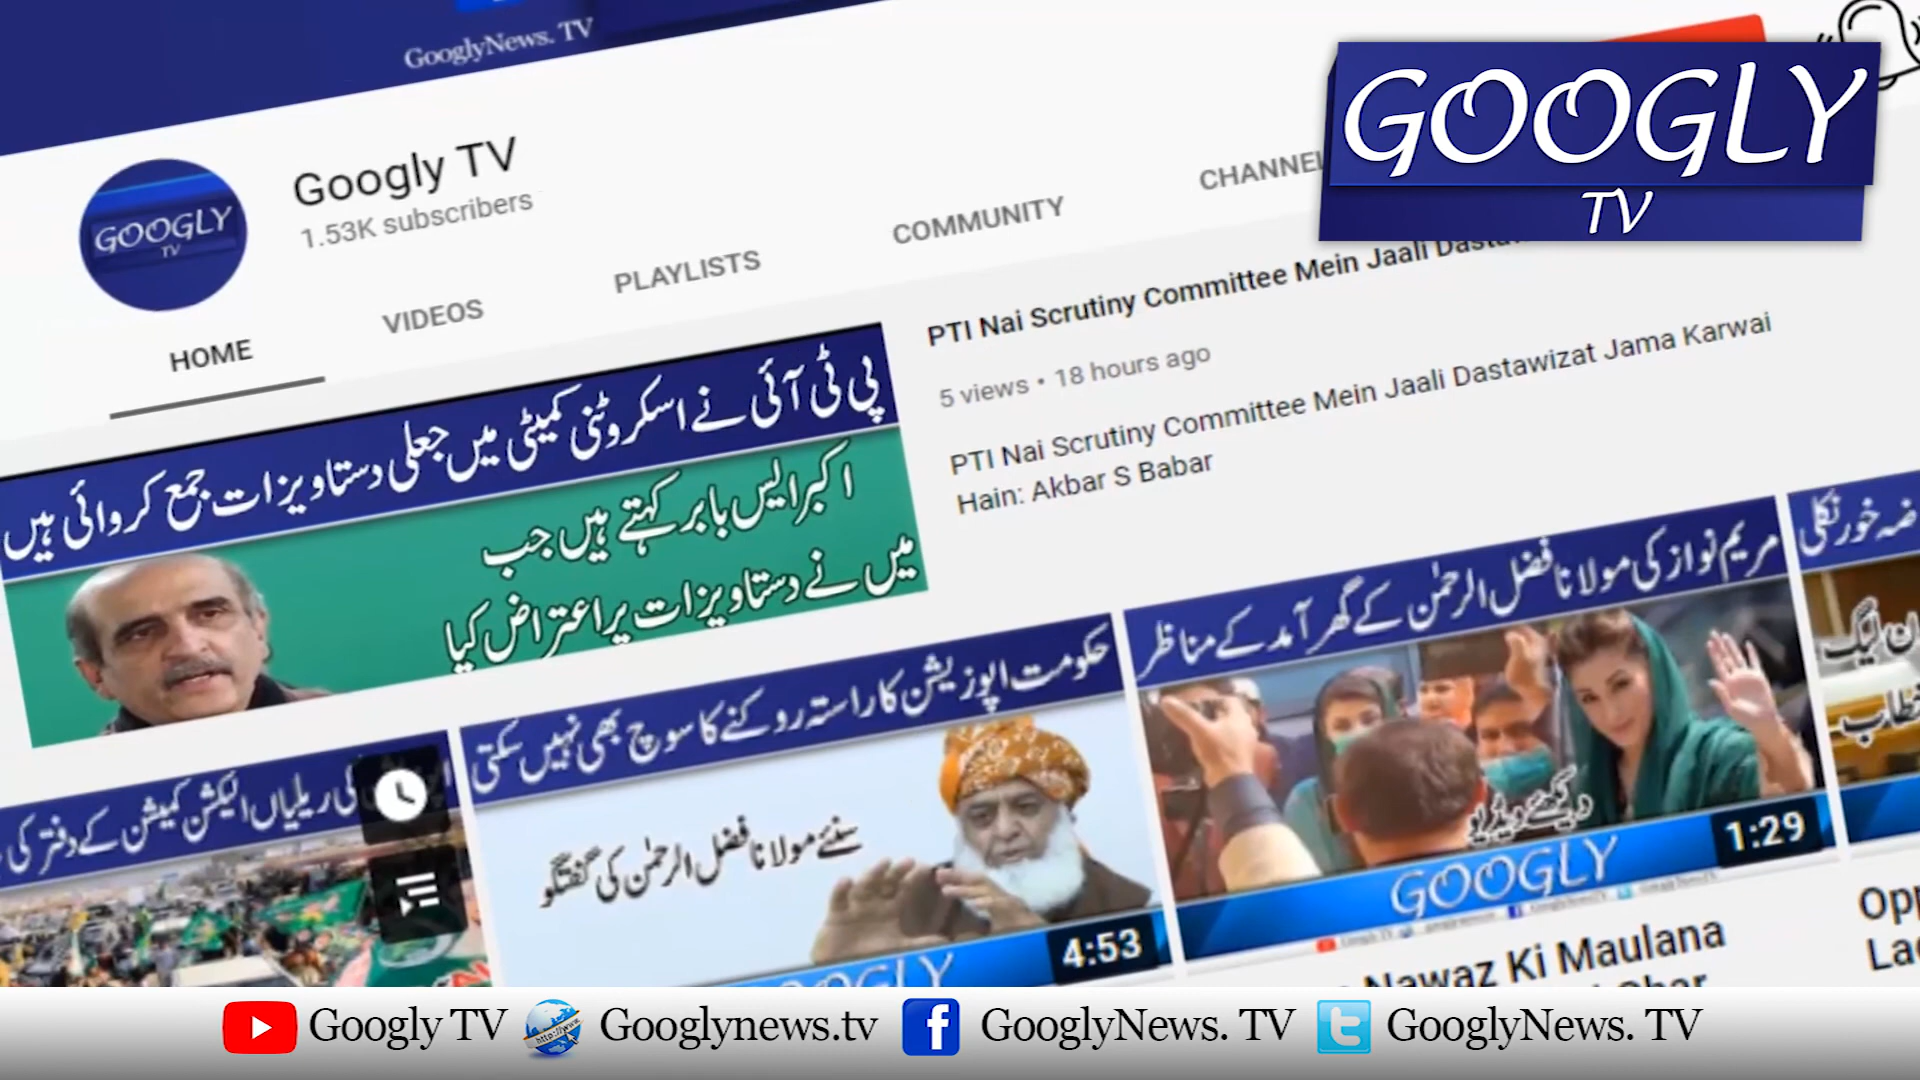 GooglyNews. TV
GOOGLY
TV
Googly TV
1.53K subscribers
GOOGLY
TV
HOME
VIDEOS
PLAYLISTS
COMMUNITY
CHANNEL
PTI Nai Scrutiny Committee Mein Jaali
5 views • 18 hours ago
PTI Nai Scrutiny Committee Mein Jaali Dastawizat Jama Karwai
Hain: Akbar S Babar
پی ٹی آئی نے اسکروٹنی کمیٹی میں جعلی دستاویزات جمع کروائی ہیں
اکبر ایس بابر کہتے ہیں جب
میں نے دستاویزات پر اعتراض کیا
کی ریلیاں الیکشن کمیشن کے دفتر کی
حکومت اپوزیشن کا راستہ روکنے کا سوچ بھی نہیں سکتی
سنئے مولانا فضل الرحمٰن کی گفتگو
4:53
مریم نواز کی مولانا فضل الرحمٰن کے گھر آمد کے مناظر
دیکھئے ویڈیو
GOOGLY
1:29
Nawaz Ki Maulana
Googly TV
Googlynews.tv
GooglyNews. TV
GooglyNews. TV